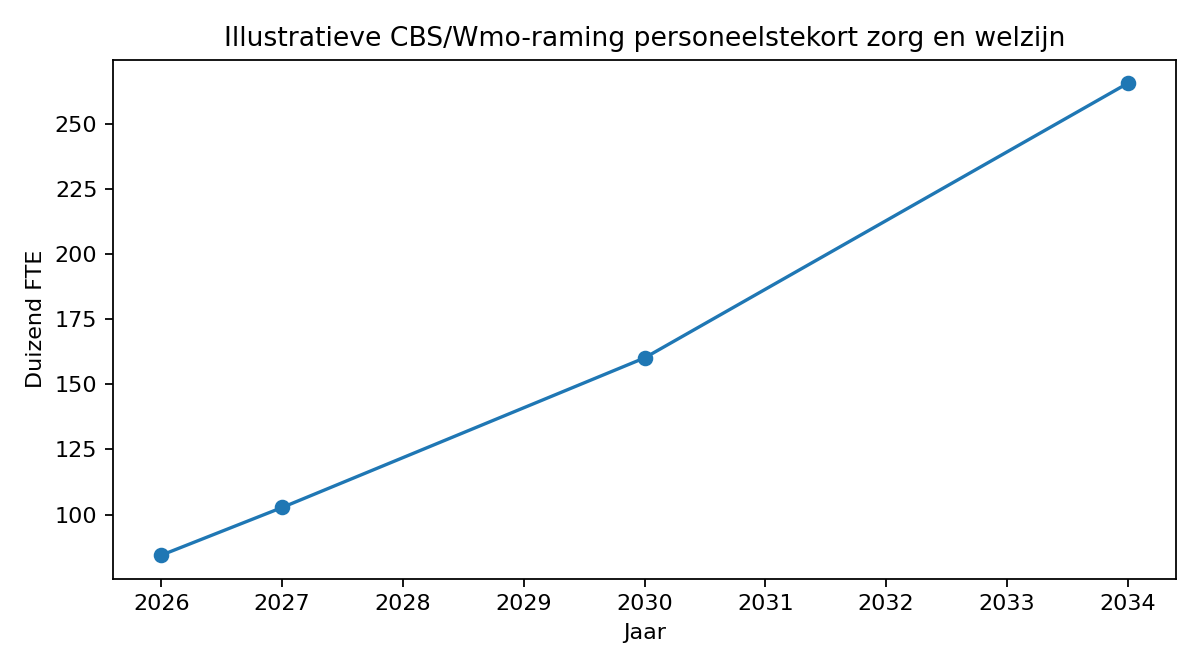 Illustratieve CBS/Wmo-raming personeelstekort zorg en welzijn
250
225
200
175
150
125
100
Duizend FTE
2026 2027 2028 2029 2030 2031 2032 2033 2034
Jaar